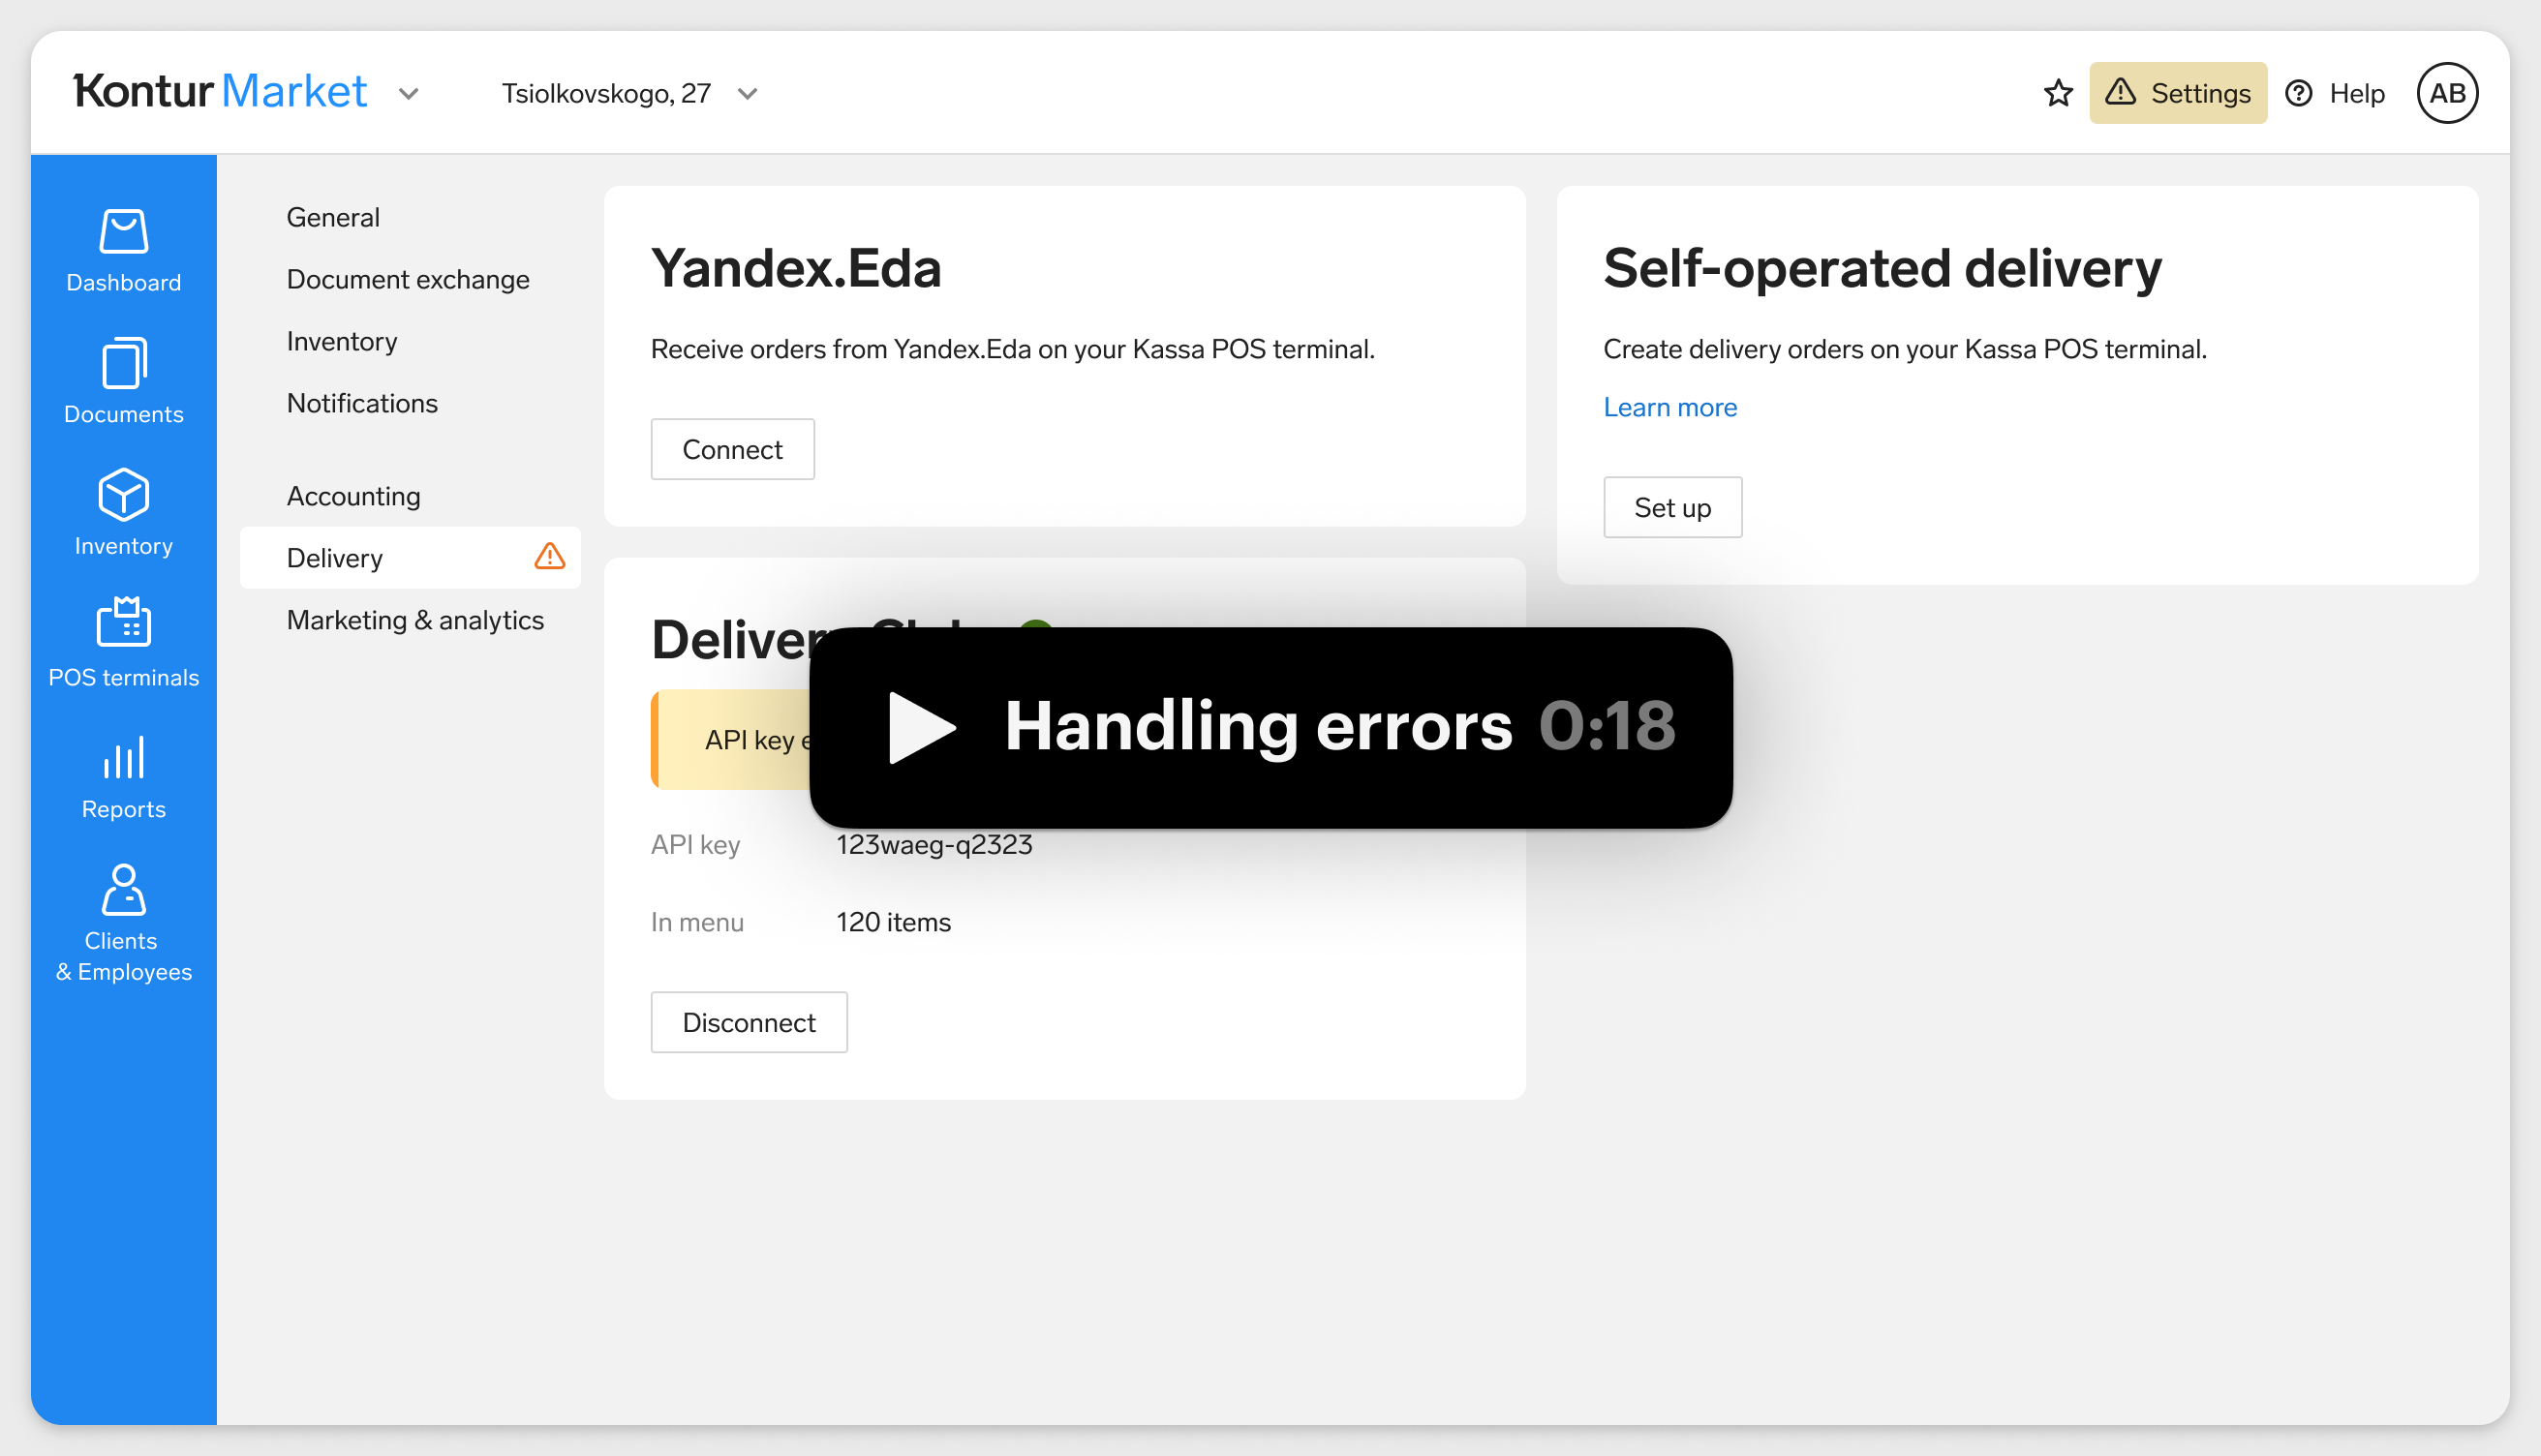 Kontur Market
Tsiolkovskogo, 27
Settings
Help
AB
Dashboard
Documents
Inventory
POS terminals
Reports
Clients
& Employees
General
Document exchange
Inventory
Notifications
Accounting
Delivery
Marketing & analytics
Yandex.Eda
Receive orders from Yandex.Eda on your Kassa POS terminal.
Connect
Self-operated delivery
Create delivery orders on your Kassa POS terminal.
Learn more
Set up
API key
Handling errors 0:18
API key 123waeg-q2323
In menu 120 items
Disconnect